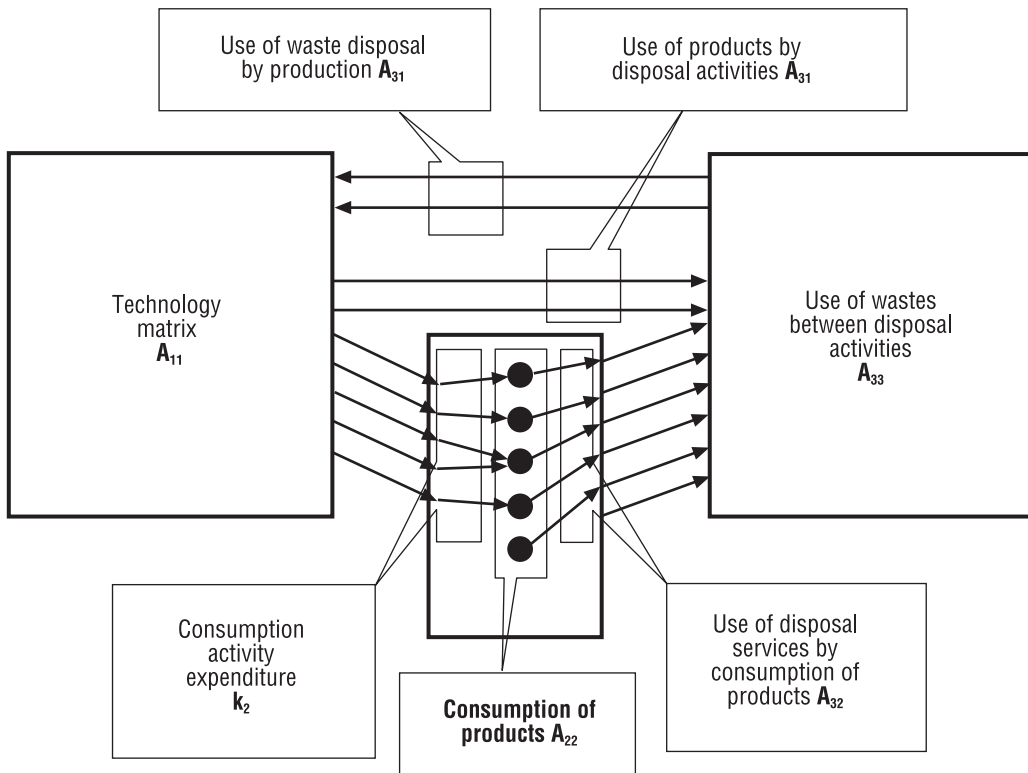 Use of waste disposal
by production A₃₁
Use of products by
disposal activities A₃₁
Technology
matrix
A₁₁
Use of wastes
between disposal
activities
A₃₃
Consumption
activity
expenditure
k₂
Consumption of
products A₂₂
Use of disposal
services by
consumption of
products A₃₂